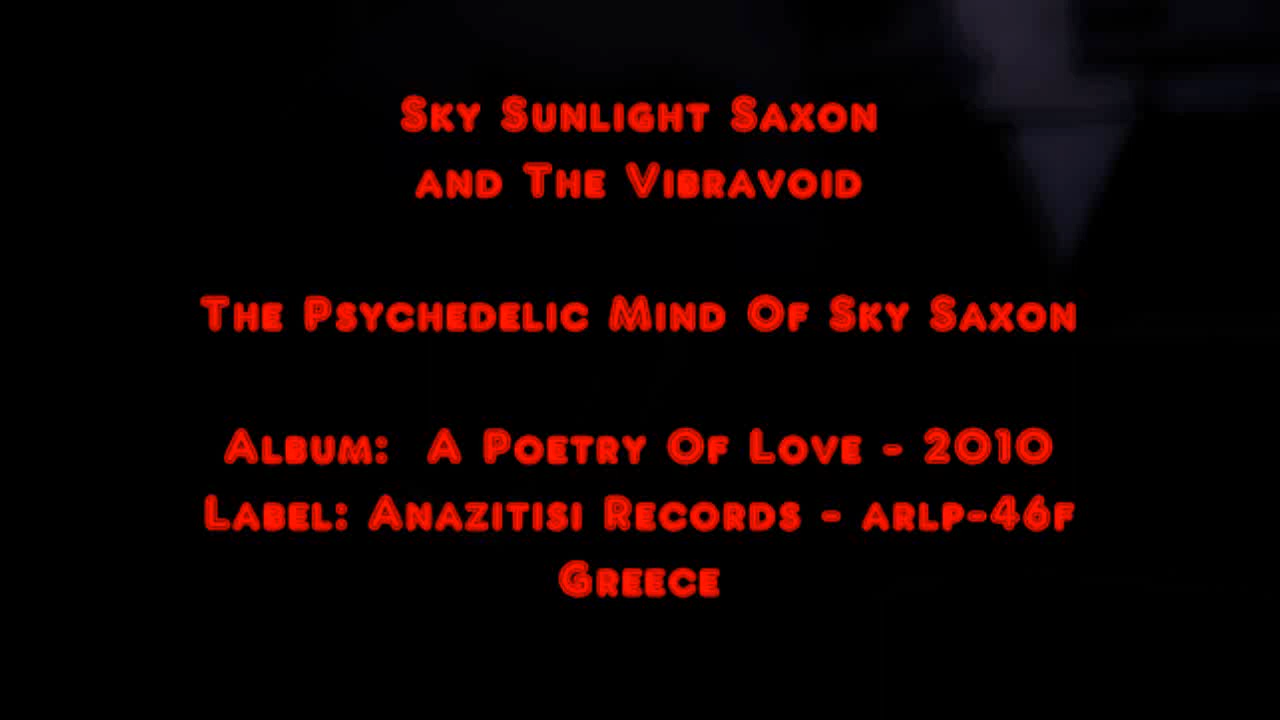 Sky Sunlight Saxon
and The Vibravoid
The Psychedelic Mind Of Sky Saxon
Album: A Poetry Of Love - 2010
Label: Anazitisi Records - arlp-46f
Greece